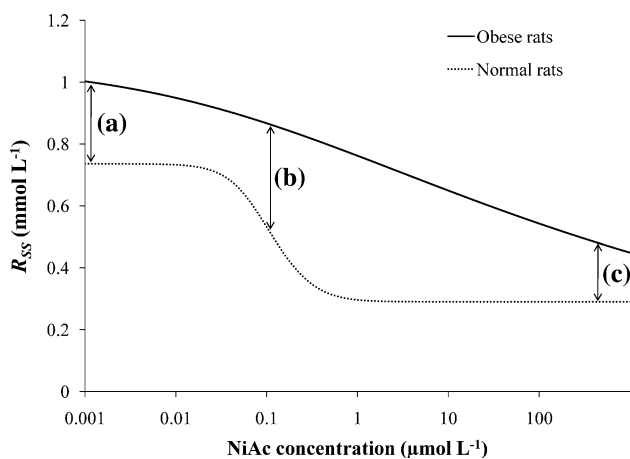 1.2
1
0.8
0.6
0.4
0.2
0
0.001
0.01
0.1
1
10
100
R_SS (mmol L⁻¹)
NiAc concentration (µmol L⁻¹)
Obese rats
Normal rats
(a)
(b)
(c)